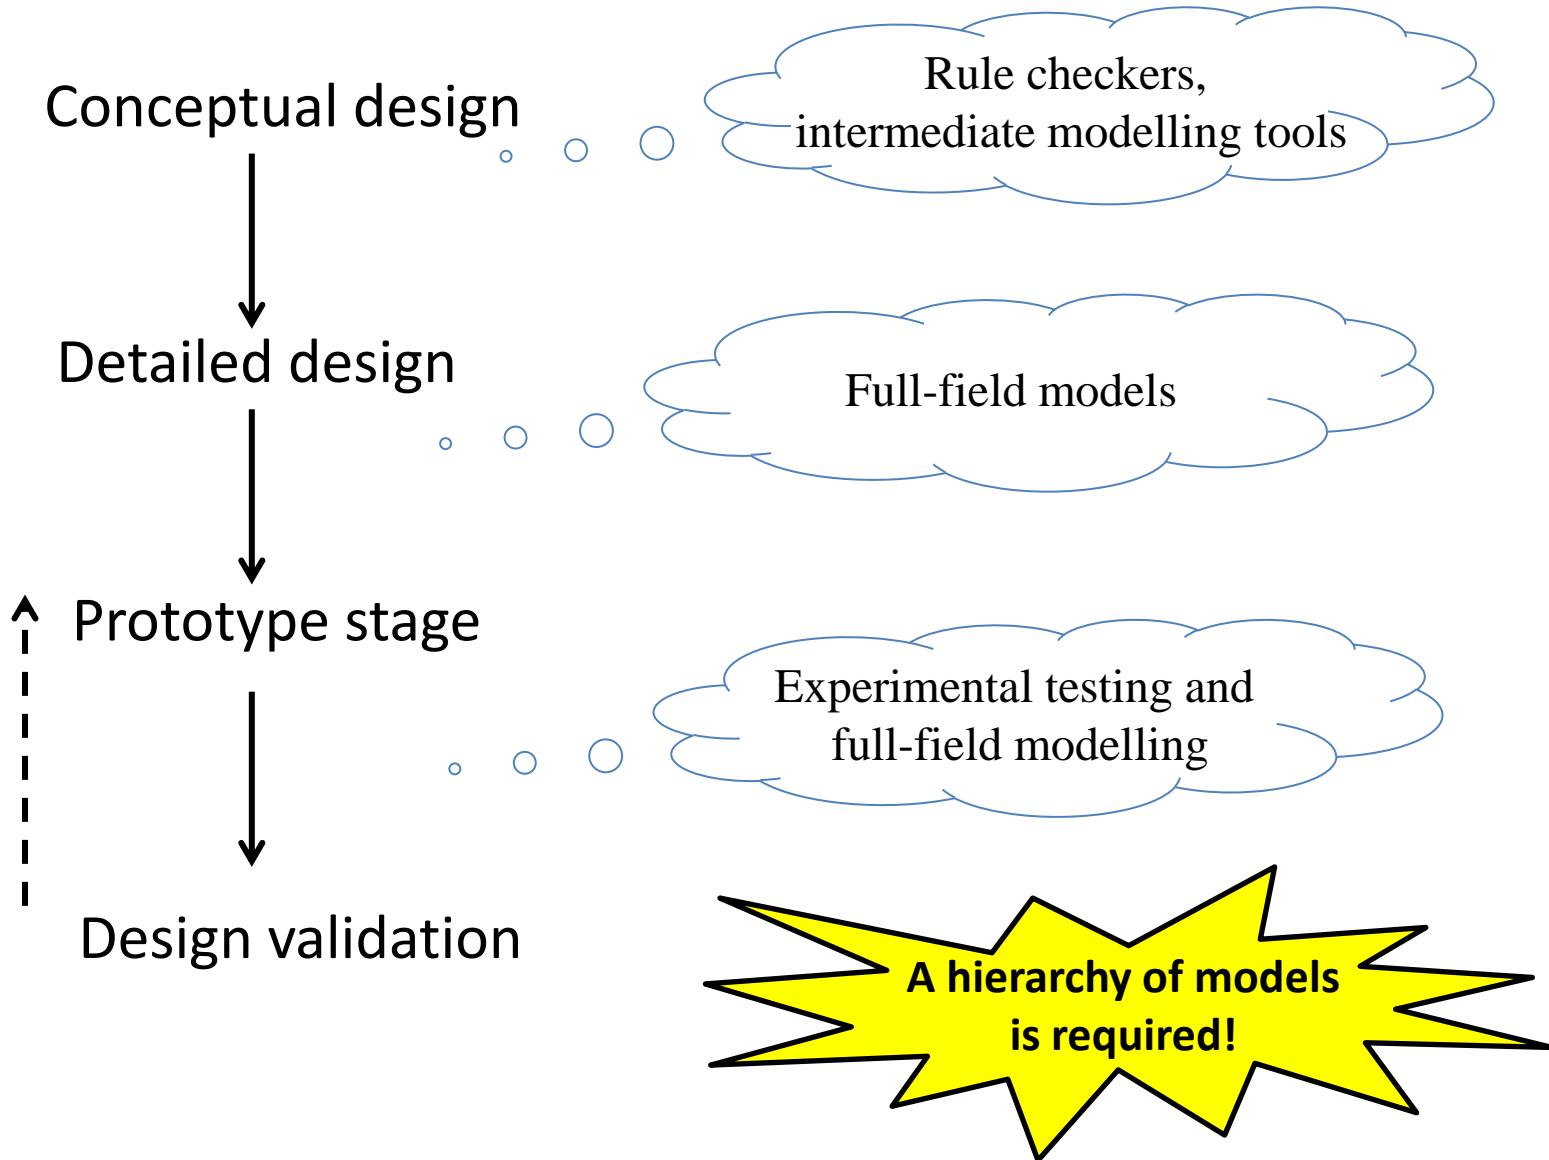 Conceptual design
Rule checkers,
intermediate modelling tools
Detailed design
Full-field models
Prototype stage
Experimental testing and
full-field modelling
Design validation
A hierarchy of models
is required!